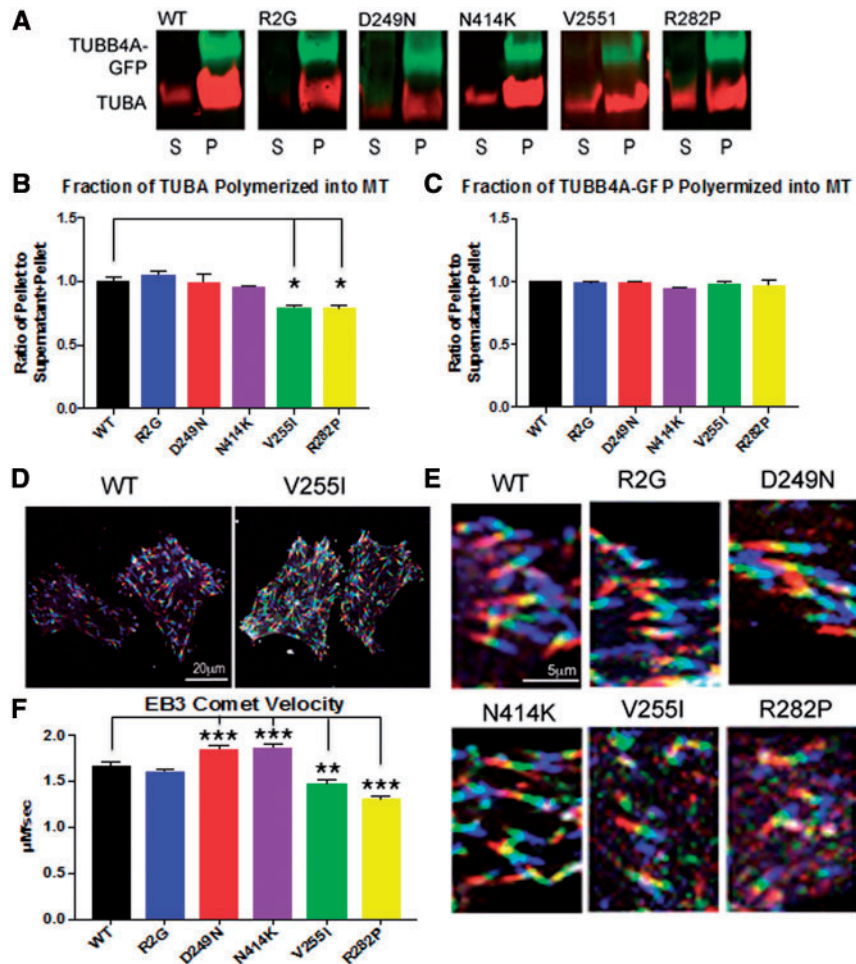 A
WT R2G D249N N414K V2551 R282P
TUBB4A-
GFP
TUBA
S P S P S P S P S P S P
B
Fraction of TUBA Polymerized into MT
Ratio of Pellet to
Supernatant+Pellet
1.5
1.0
0.5
0.0
* *
WT R2G D249N N414K V255I R282P
C
Fraction of TUBB4A-GFP Polyermized into MT
Ratio of Pellet to
Supernatant+Pellet
1.5
1.0
0.5
0.0
WT R2G D249N N414K V255I R282P
D
WT V255I
20µm
E
WT R2G D249N
5µm
N414K V255I R282P
F
EB3 Comet Velocity
µM/sec
2.0
1.5
1.0
0.5
0.0
*** *** ** ***
WT R2G D249N N414K V255I R282P